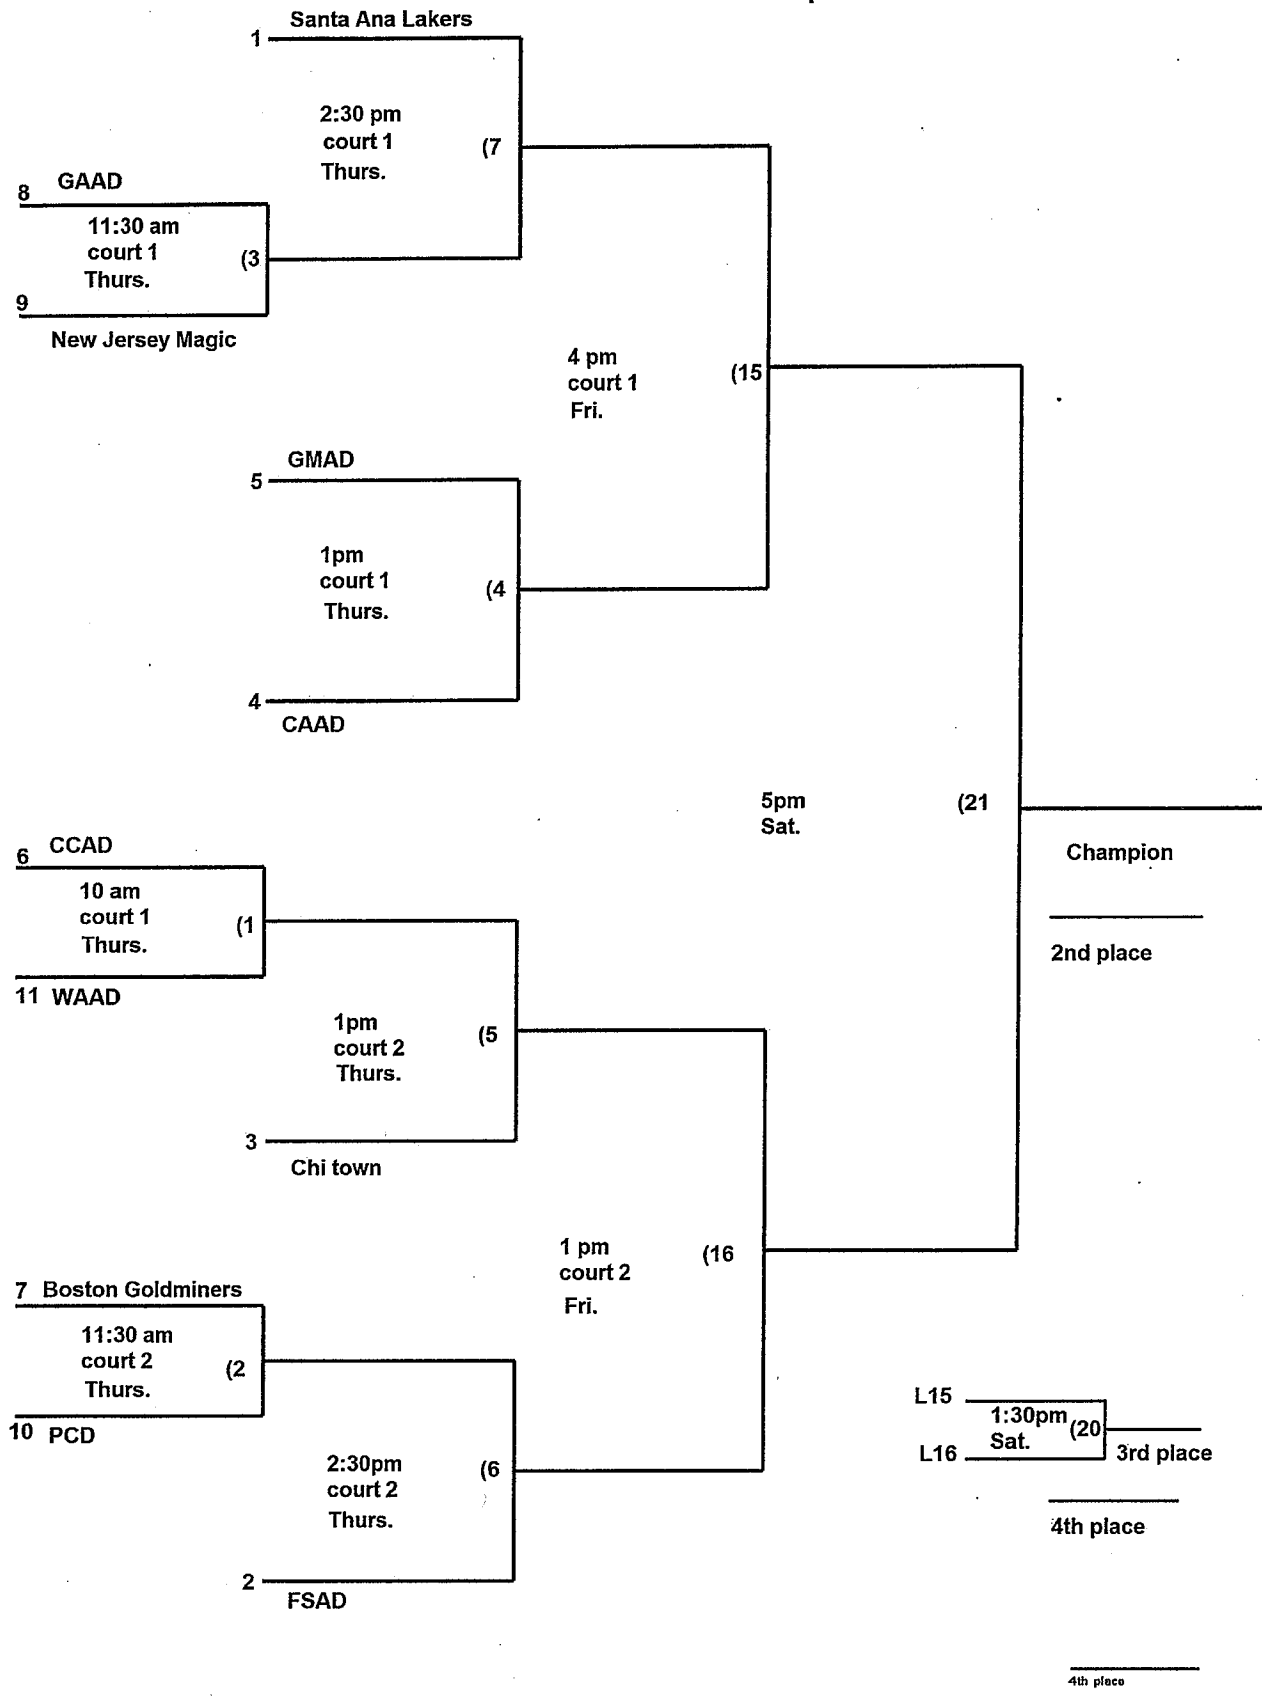 Santa Ana Lakers
1
2:30 pm
court 1
Thurs.
(7
8 GAAD
11:30 am
court 1
Thurs.
(3
9
New Jersey Magic
4 pm
court 1
Fri.
(15
GMAD
5
1pm
court 1
Thurs.
(4
4
CAAD
5pm
Sat.
(21
Champion
2nd place
6 CCAD
10 am
court 1
Thurs.
(1
11 WAAD
1pm
court 2
Thurs.
(5
3
Chi town
1 pm
court 2
Fri.
(16
7 Boston Goldminers
11:30 am
court 2
Thurs.
(2
10 PCD
2:30pm
court 2
Thurs.
(6
2
FSAD
L15
1:30pm
Sat.
(20
L16
3rd place
4th place
4th place